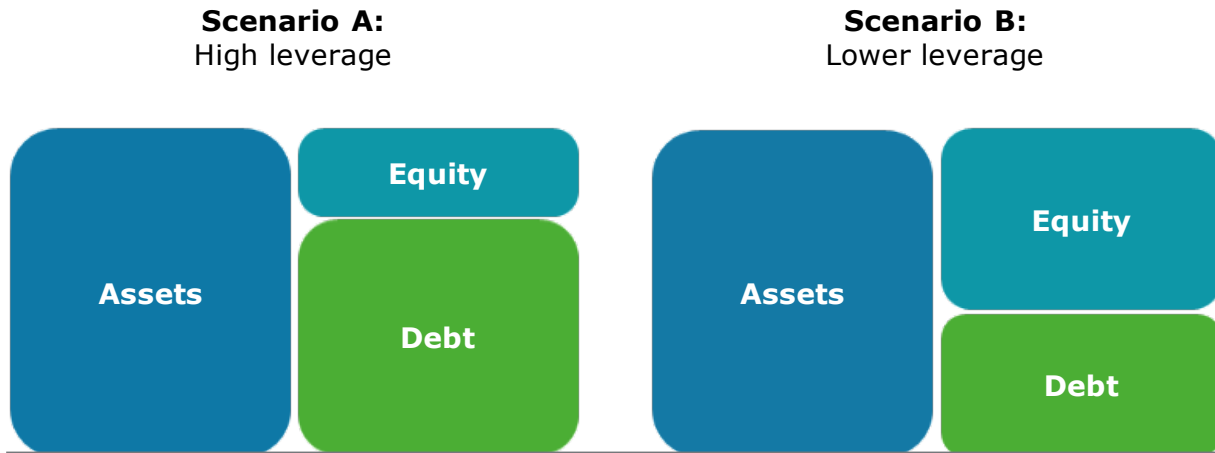 Scenario A:
High leverage
Scenario B:
Lower leverage
Assets
Equity
Debt
Assets
Equity
Debt